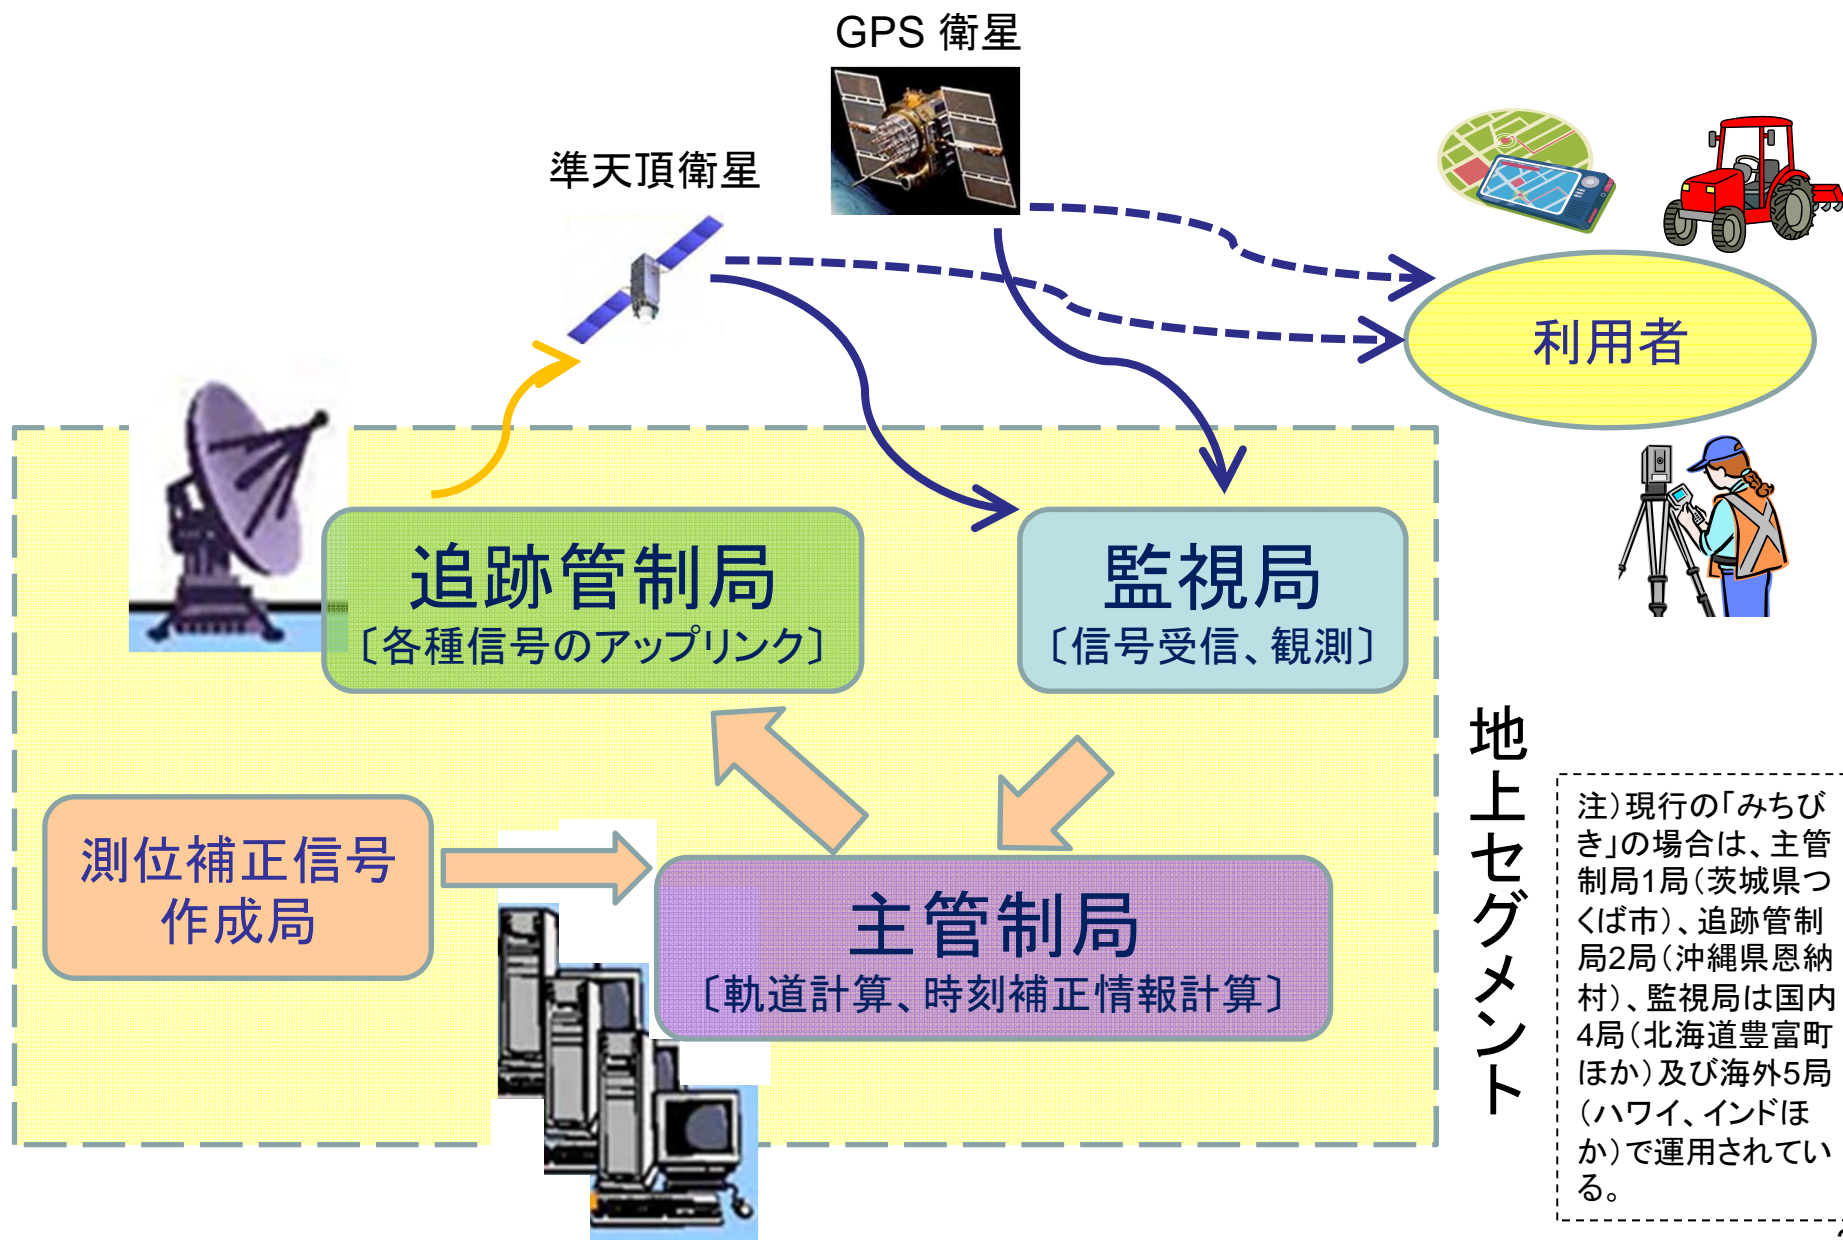 GPS 衛星
準天頂衛星
利用者
追跡管制局
〔各種信号のアップリンク〕
監視局
〔信号受信、観測〕
測位補正信号
作成局
主管制局
〔軌道計算、時刻補正情報計算〕
地上セグメント
注)現行の「みちび
き」の場合は、主管
制局1局(茨城県つ
くば市)、追跡管制
局2局(沖縄県恩納
村)、監視局は国内
4局(北海道豊富町
ほか)及び海外5局
(ハワイ、インドほ
か)で運用されてい
る。